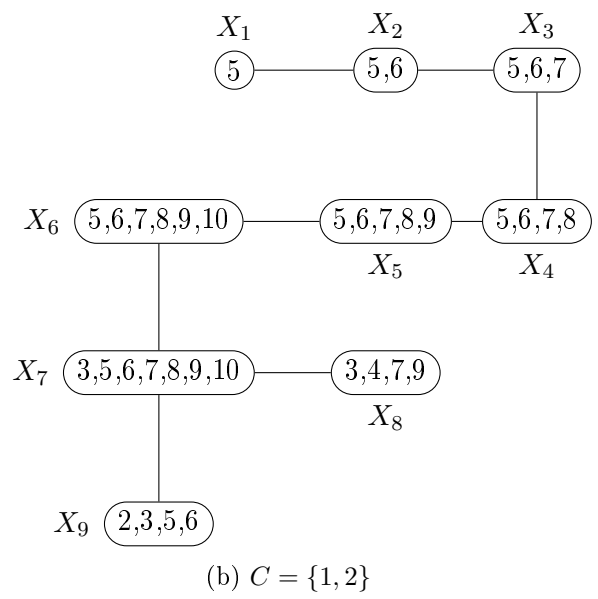 X₁ X₂ X₃
5 5,6 5,6,7
X₆ 5,6,7,8,9,10 5,6,7,8,9 5,6,7,8
X₅ X₄
X₇ 3,5,6,7,8,9,10 3,4,7,9
X₈
X₉ 2,3,5,6
(b) C = {1, 2}